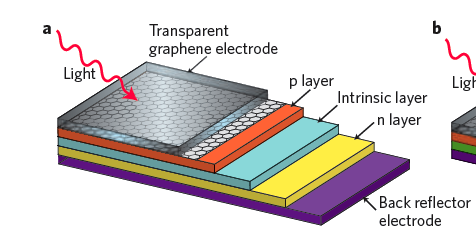 a
Transparent
graphene electrode
Light
p layer
Intrinsic layer
n layer
Back reflector
electrode
b